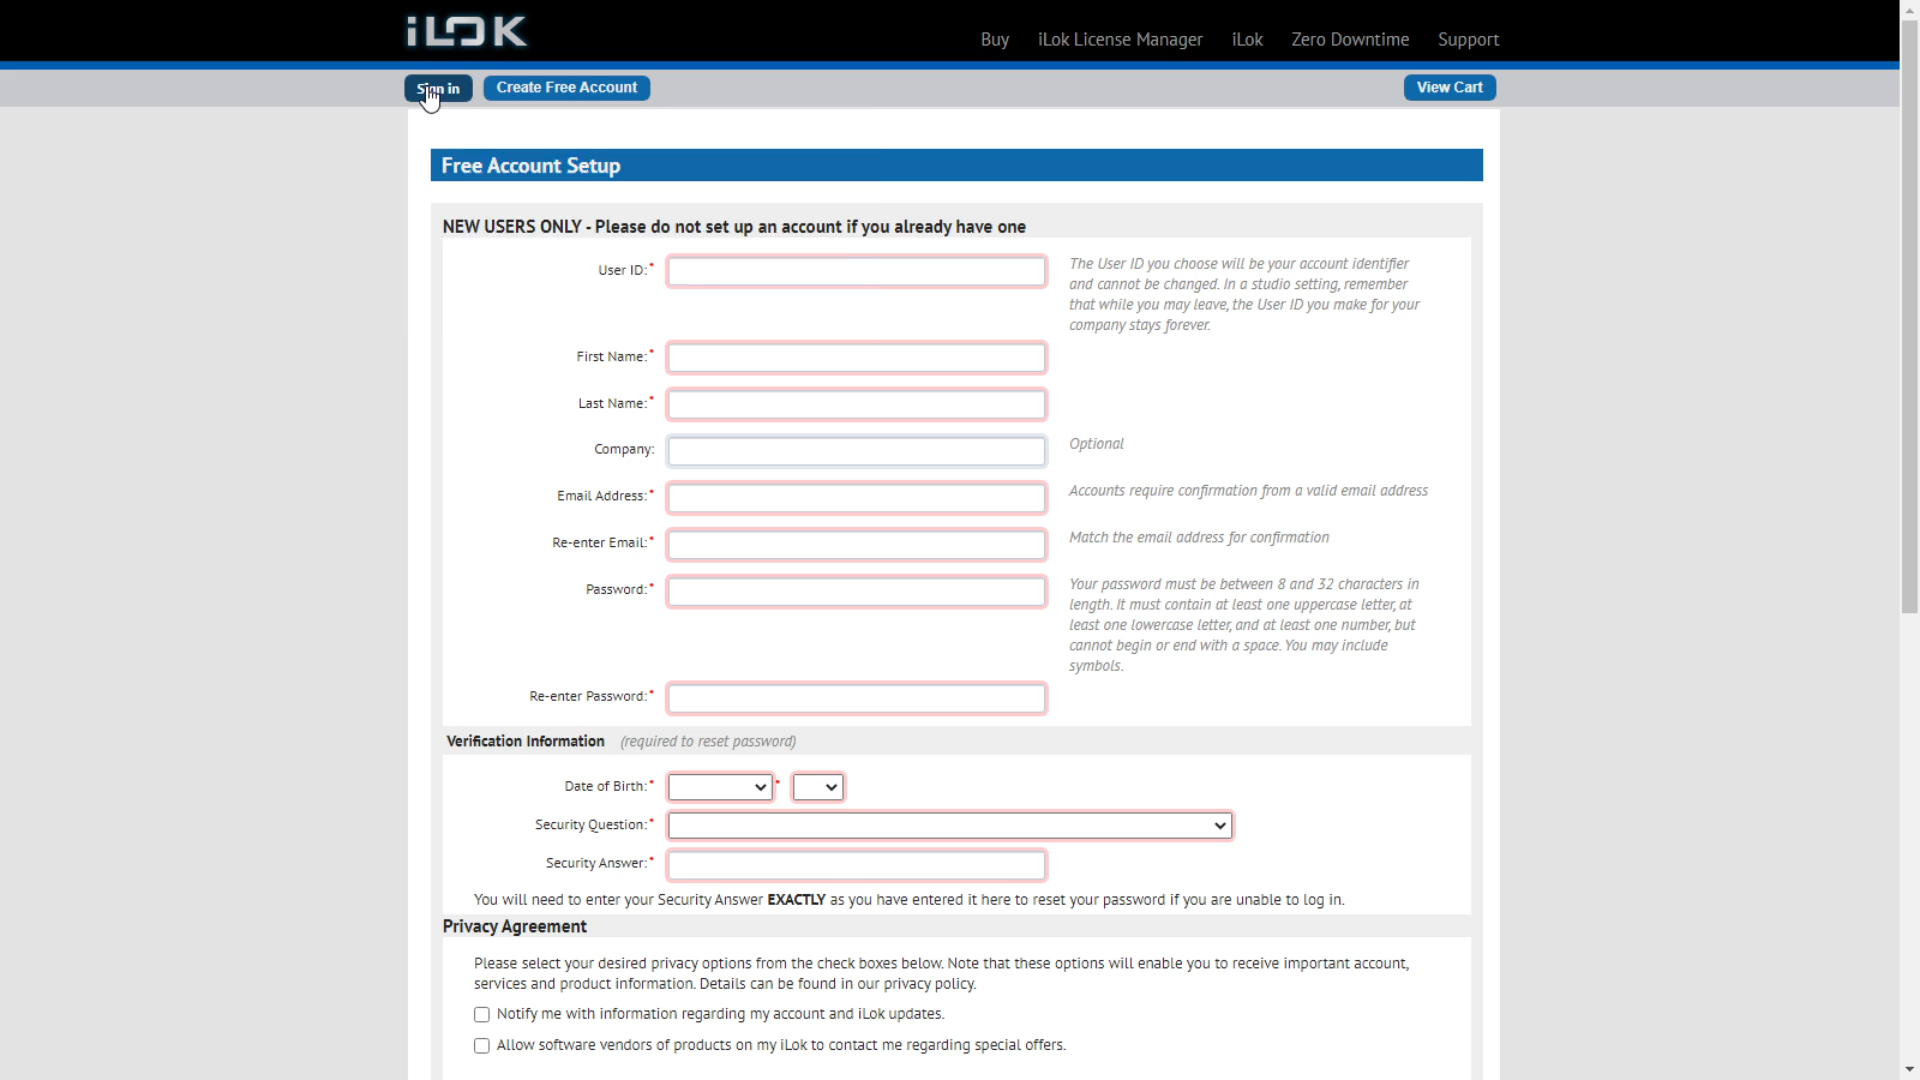 iLOK
Buy iLok License Manager iLok Zero Downtime Support
Sign in Create Free Account View Cart
Free Account Setup
NEW USERS ONLY - Please do not set up an account if you already have one
User ID:*
The User ID you choose will be your account identifier
and cannot be changed. In a studio setting, remember
that while you may leave, the User ID you make for your
company stays forever.
First Name:*
Last Name:*
Company:
Optional
Email Address:*
Accounts require confirmation from a valid email address
Re-enter Email:*
Match the email address for confirmation
Password:*
Your password must be between 8 and 32 characters in
length. It must contain at least one uppercase letter, at
least one lowercase letter, and at least one number, but
cannot begin or end with a space. You may include
symbols.
Re-enter Password:*
Verification Information (required to reset password)
Date of Birth:* *
Security Question:*
Security Answer:*
You will need to enter your Security Answer EXACTLY as you have entered it here to reset your password if you are unable to log in.
Privacy Agreement
Please select your desired privacy options from the check boxes below. Note that these options will enable you to receive important account,
services and product information. Details can be found in our privacy policy.
Notify me with information regarding my account and iLok updates.
Allow software vendors of products on my iLok to contact me regarding special offers.